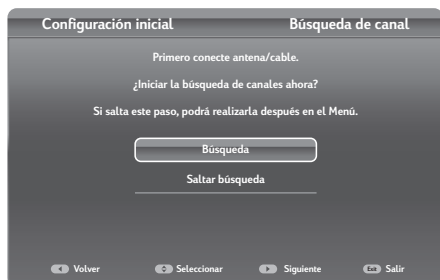 Configuración inicial Búsqueda de canal
Primero conecte antena/cable.
¿Iniciar la búsqueda de canales ahora?
Si salta este paso, podrá realizarla después en el Menú.
Búsqueda
Saltar búsqueda
Volver Seleccionar Siguiente Exit Salir